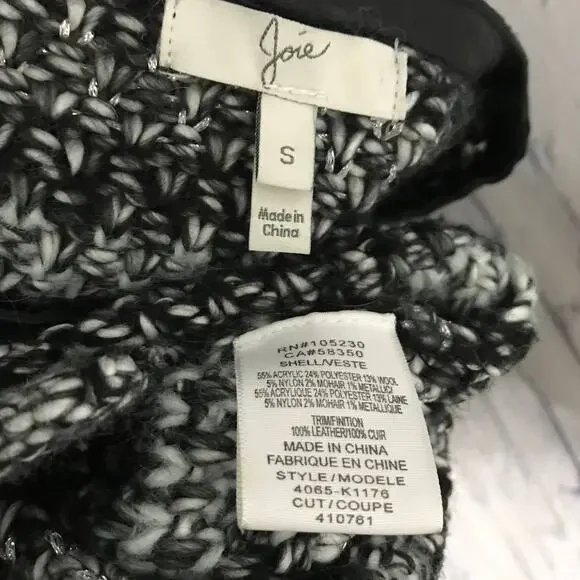 Joie
S
Made in
China
RN#105230
CA#58350
SHELL/VESTE
55% ACRYLIC 24% POLYESTER 13% WOOL
5% NYLON 2% MOHAIR 1% METALLIC/
55% ACRYLIQUE 24% POLYESTER 13% LAINE
5% NYLON 2% MOHAIR 1% METALLIQUE
TRIM/FINITION
100% LEATHER/100% CUIR
MADE IN CHINA
FABRIQUE EN CHINE
STYLE/MODELE
4065-K1176
CUT/COUPE
410761